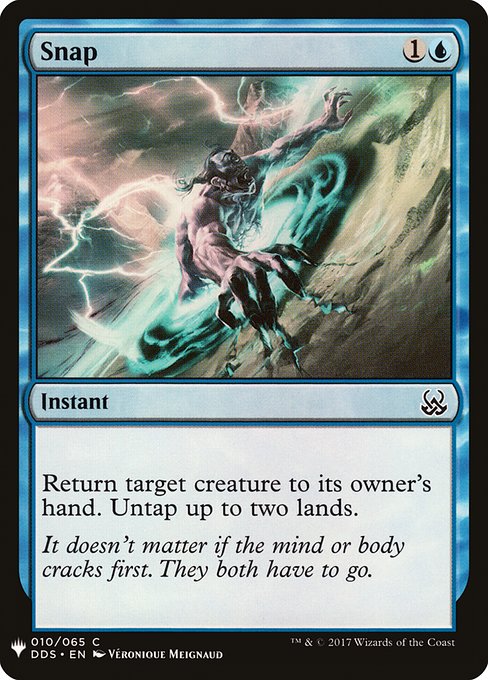 Snap 1
Instant
Return target creature to its owner's
hand. Untap up to two lands.
It doesn't matter if the mind or body
cracks first. They both have to go.
010/065 C
DDS • EN Véronique Meignaud
™ & © 2017 Wizards of the Coast